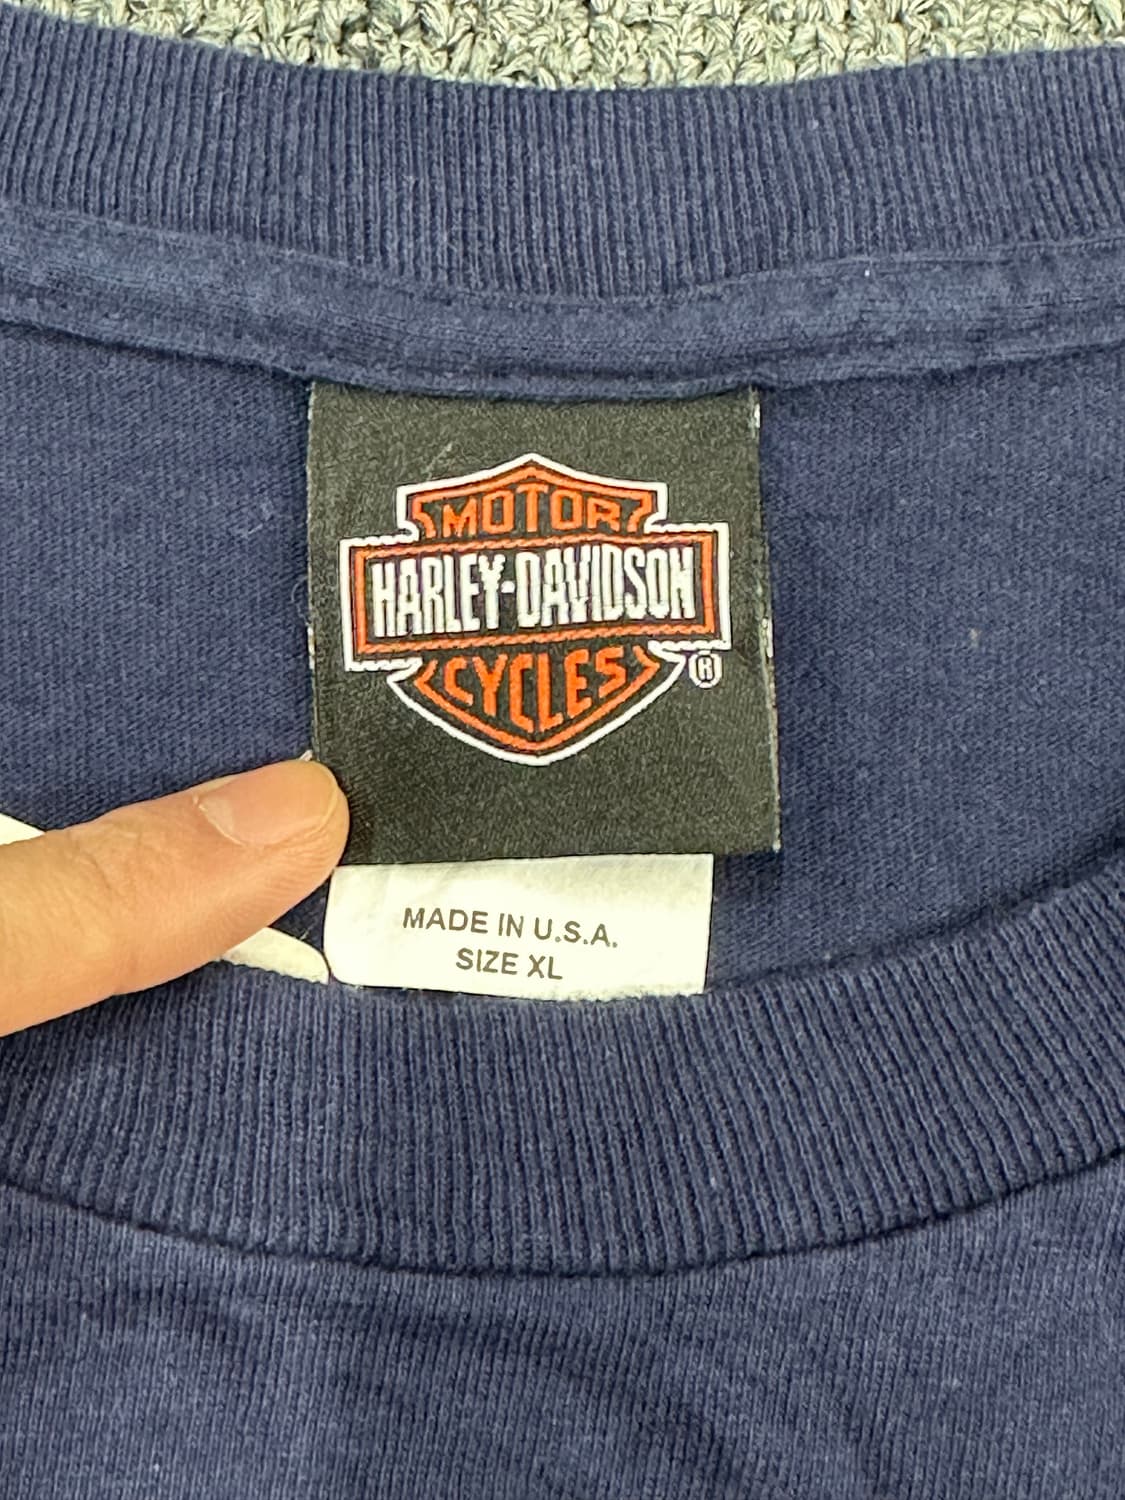 MOTOR
HARLEY-DAVIDSON
CYCLES
®
MADE IN U.S.A.
SIZE XL